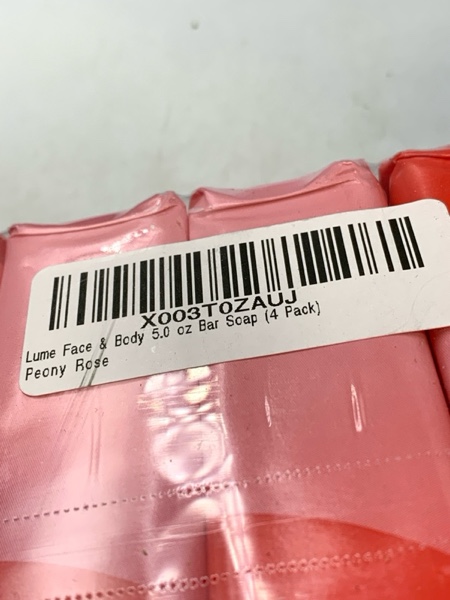 X003T0ZAUJ
Lume Face & Body 5.0 oz Bar Soap (4 Pack)
Peony Rose